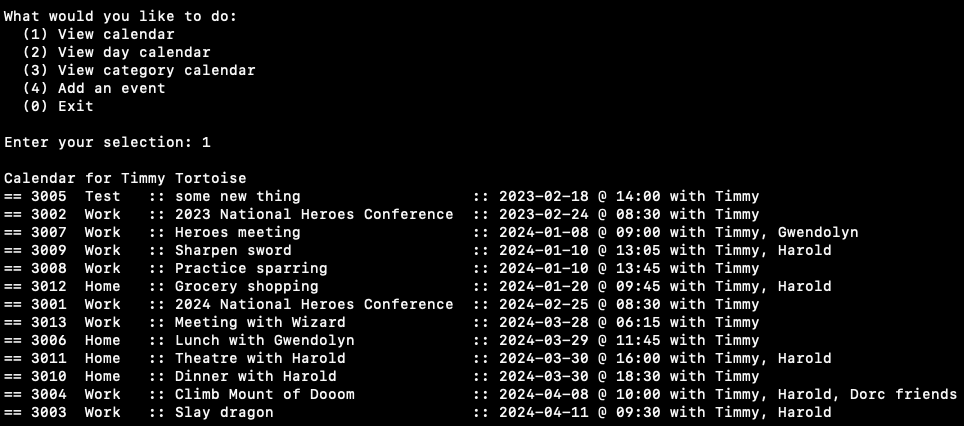 What would you like to do:
  (1) View calendar
  (2) View day calendar
  (3) View category calendar
  (4) Add an event
  (0) Exit
Enter your selection: 1
Calendar for Timmy Tortoise
== 3005  Test   :: some new thing                   :: 2023-02-18 @ 14:00 with Timmy
== 3002  Work   :: 2023 National Heroes Conference  :: 2023-02-24 @ 08:30 with Timmy
== 3007  Work   :: Heroes meeting                   :: 2024-01-08 @ 09:00 with Timmy, Gwendolyn
== 3009  Work   :: Sharpen sword                    :: 2024-01-10 @ 13:05 with Timmy, Harold
== 3008  Work   :: Practice sparring                :: 2024-01-10 @ 13:45 with Timmy
== 3012  Home   :: Grocery shopping                 :: 2024-01-20 @ 09:45 with Timmy, Harold
== 3001  Work   :: 2024 National Heroes Conference  :: 2024-02-25 @ 08:30 with Timmy
== 3013  Work   :: Meeting with Wizard              :: 2024-03-28 @ 06:15 with Timmy
== 3006  Home   :: Lunch with Gwendolyn             :: 2024-03-29 @ 11:45 with Timmy
== 3011  Home   :: Theatre with Harold              :: 2024-03-30 @ 16:00 with Timmy, Harold
== 3010  Home   :: Dinner with Harold               :: 2024-03-30 @ 18:30 with Timmy
== 3004  Work   :: Climb Mount of Dooom             :: 2024-04-08 @ 10:00 with Timmy, Harold, Dorc friends
== 3003  Work   :: Slay dragon                      :: 2024-04-11 @ 09:30 with Timmy, Harold